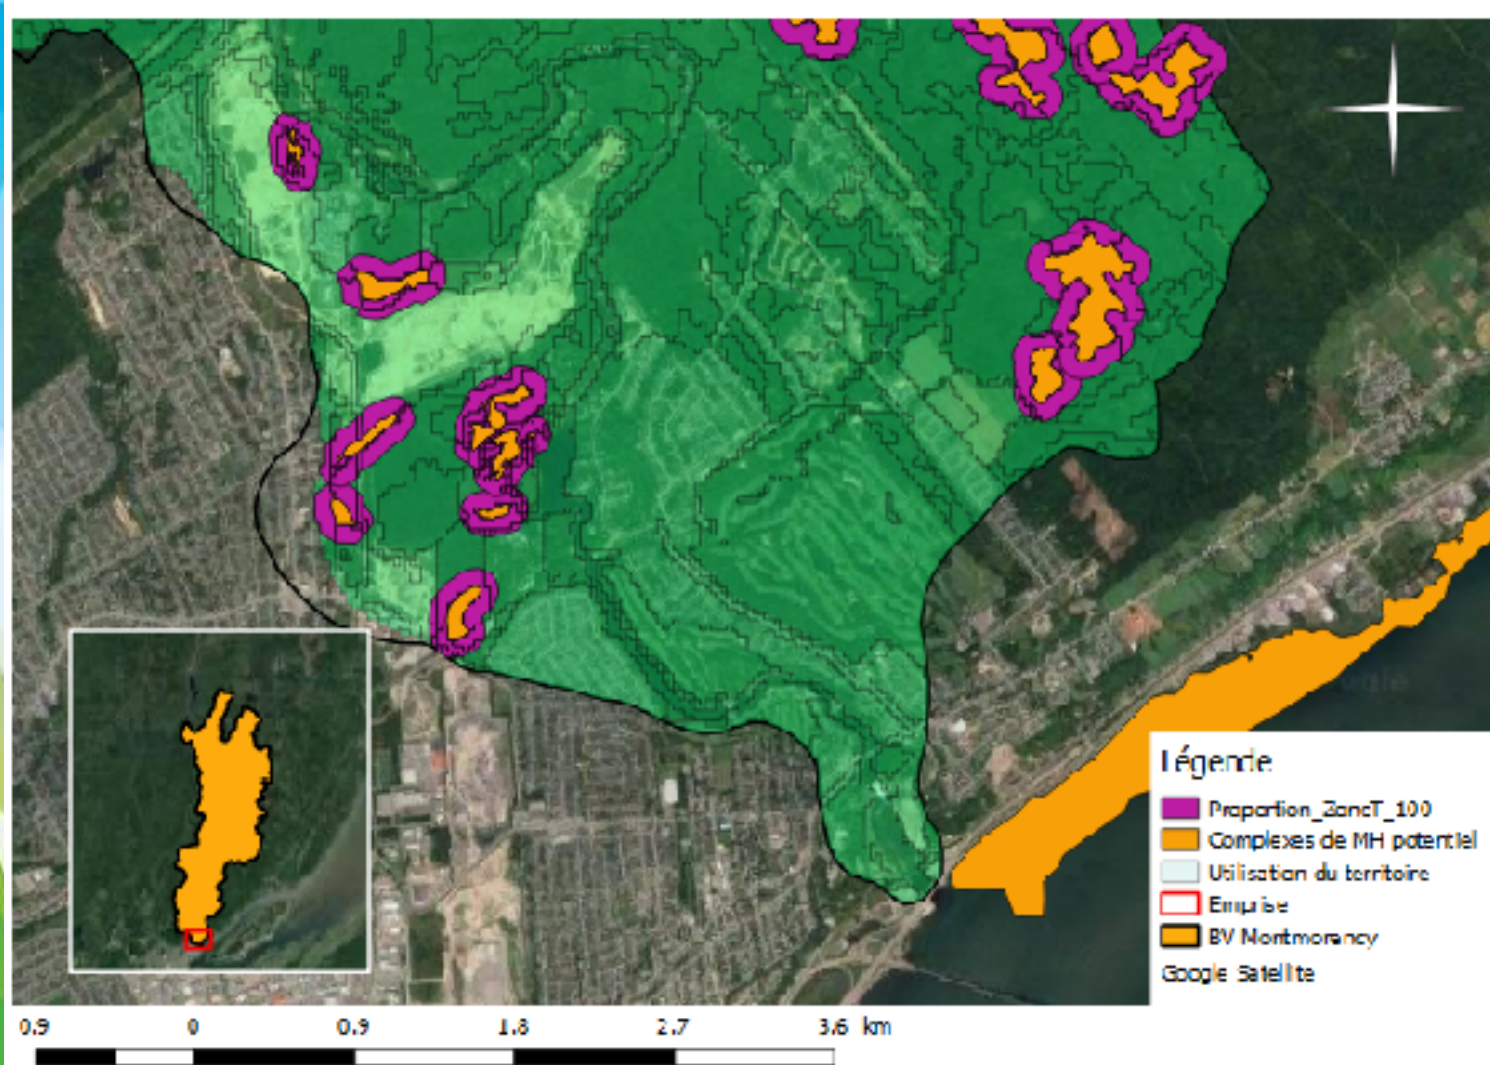 Légende
Proportion_ZoneT_100
Complexes de MH potentiel
Utilisation du territoire
Emprise
BV Montmorency
Google Satellite
0.9 0 0.9 1.8 2.7 3.6 km